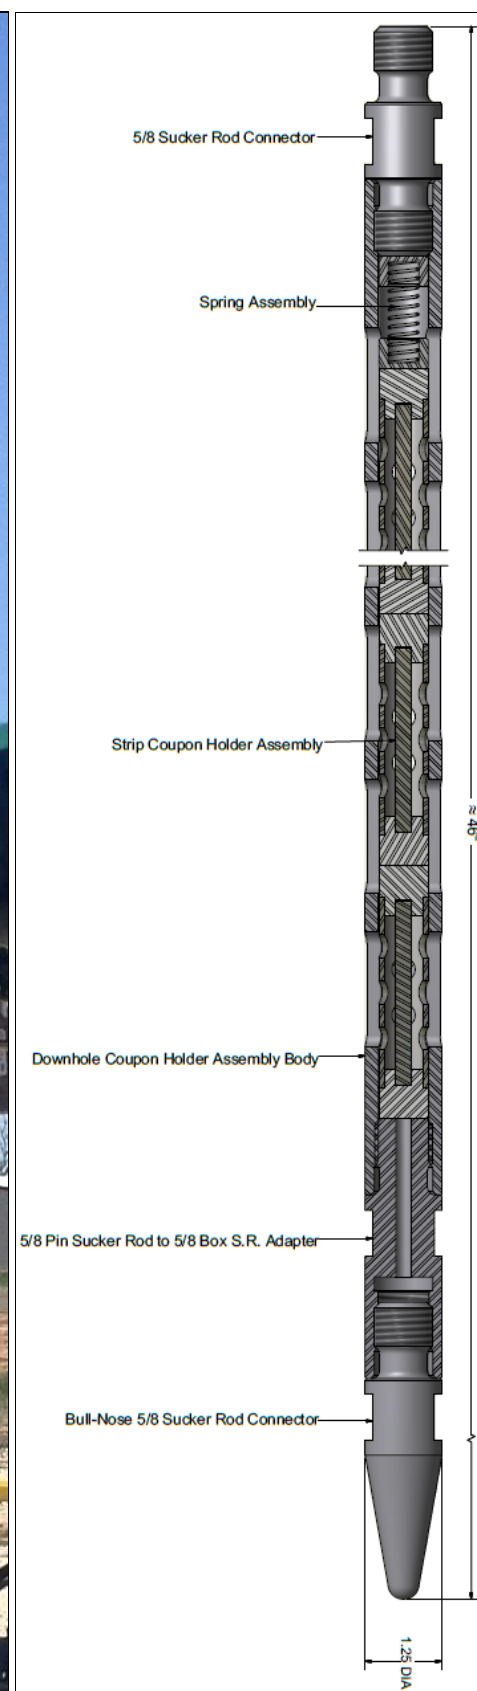 5/8 Sucker Rod Connector
Spring Assembly
Strip Coupon Holder Assembly
≈ 46"
Downhole Coupon Holder Assembly Body
5/8 Pin Sucker Rod to 5/8 Box S.R. Adapter
Bull-Nose 5/8 Sucker Rod Connector
1.25 DIA